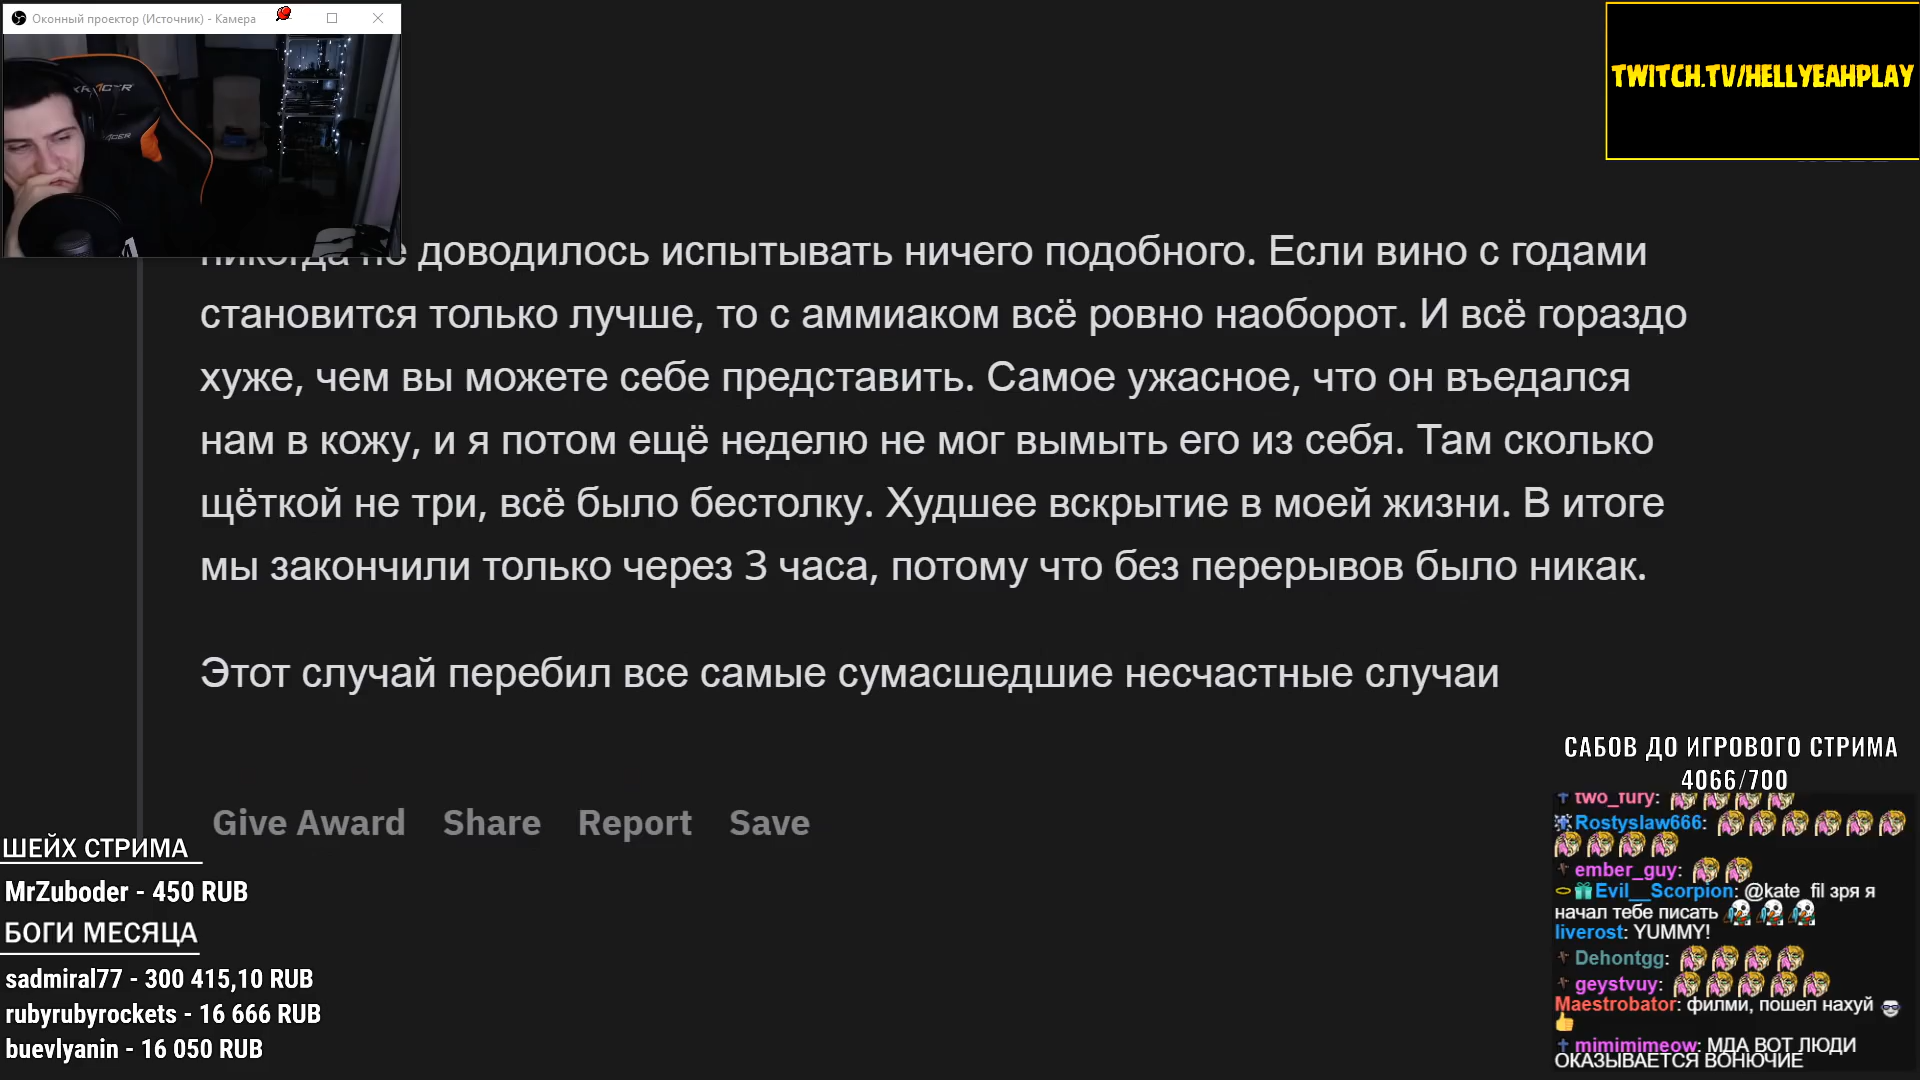 Оконный проектор (Источник) - Камера
TWITCH.TV/HELLYEAHPLAY
никогда не доводилось испытывать ничего подобного. Если вино с годами
становится только лучше, то с аммиаком всё ровно наоборот. И всё гораздо
хуже, чем вы можете себе представить. Самое ужасное, что он въедался
нам в кожу, и я потом ещё неделю не мог вымыть его из себя. Там сколько
щёткой не три, всё было бестолку. Худшее вскрытие в моей жизни. В итоге
мы закончили только через 3 часа, потому что без перерывов было никак.
Этот случай перебил все самые сумасшедшие несчастные случаи
Give Award Share Report Save
ШЕЙХ СТРИМА
MrZuboder - 450 RUB
БОГИ МЕСЯЦА
sadmiral77 - 300 415,10 RUB
rubyrubyrockets - 16 666 RUB
buevlyanin - 16 050 RUB
САБОВ ДО ИГРОВОГО СТРИМА
4066/700
two_fury:
Rostyslaw666:
ember_guy:
Evil__Scorpion: @kate_fil зря я
начал тебе писать
liverost: YUMMY!
Dehontgg:
geystvuy:
Maestrobator: филми, пошел нахуй
mimimimeow: МДА ВОТ ЛЮДИ
ОКАЗЫВАЕТСЯ ВОНЮЧИЕ